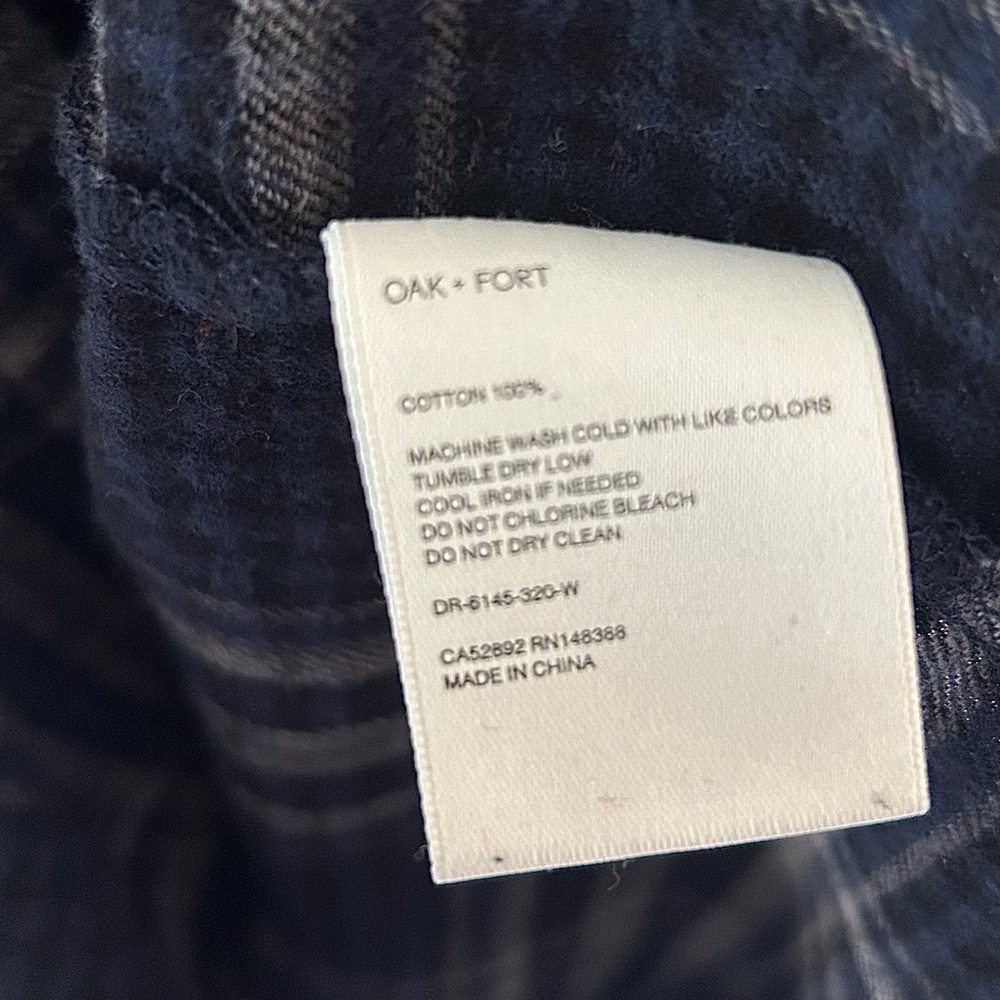 OAK + FORT
COTTON 100%
MACHINE WASH COLD WITH LIKE COLORS
TUMBLE DRY LOW
COOL IRON IF NEEDED
DO NOT CHLORINE BLEACH
DO NOT DRY CLEAN
DR-6145-320-W
CA52892 RN148388
MADE IN CHINA